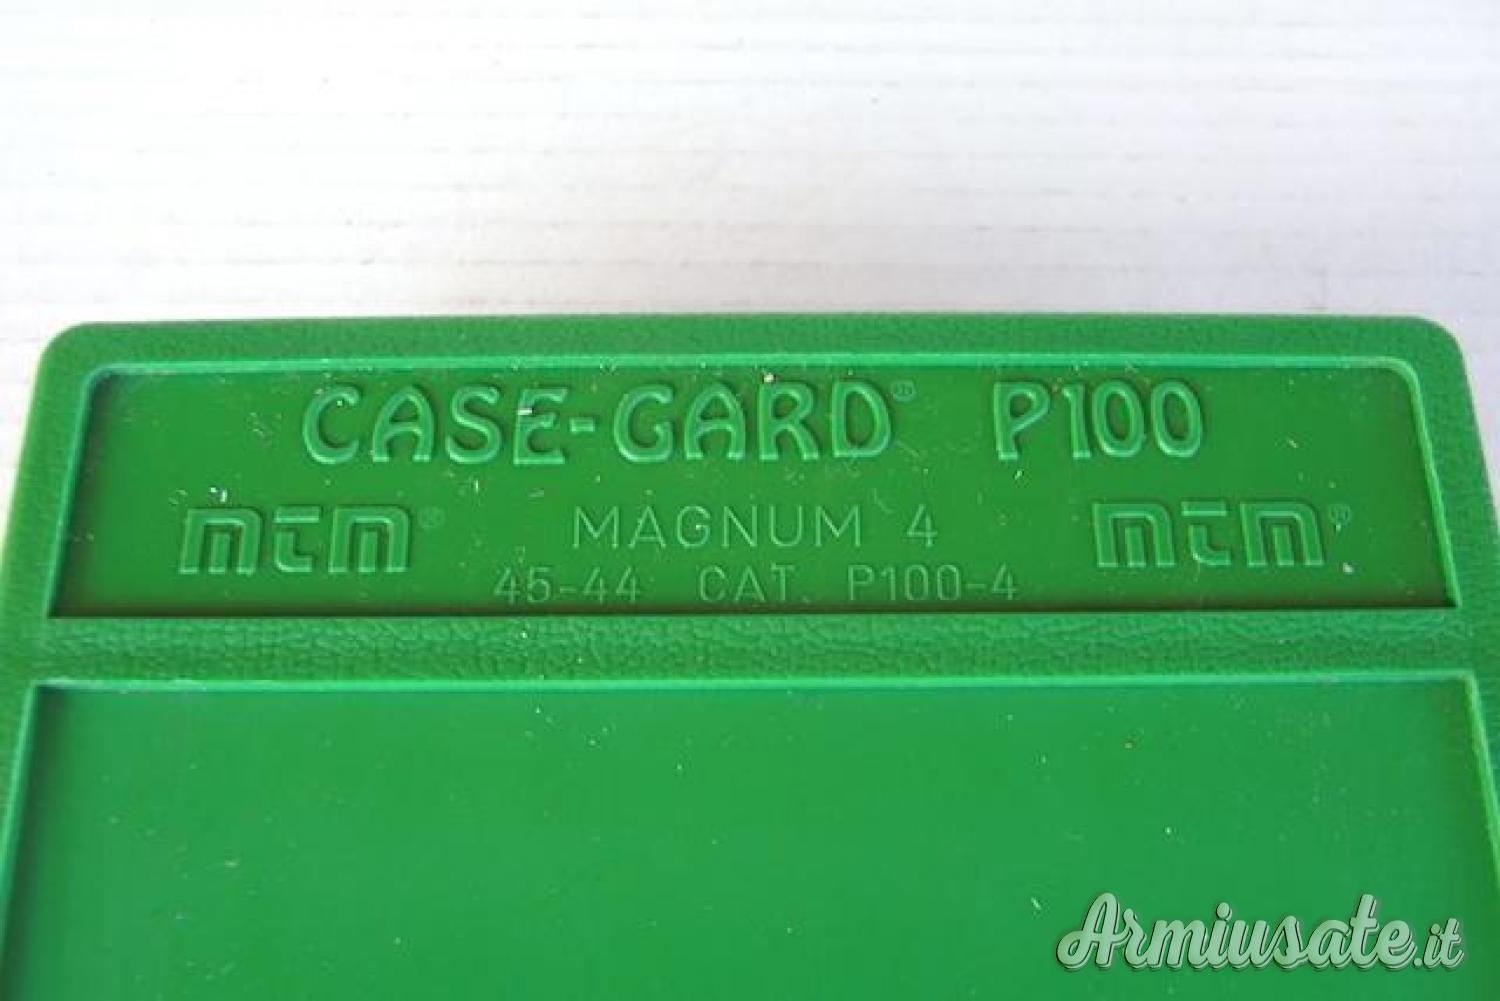 CASE-GARD® P100
mTm® MAGNUM 4 mTm®
45-44 CAT. P100-4
Armiusate.it